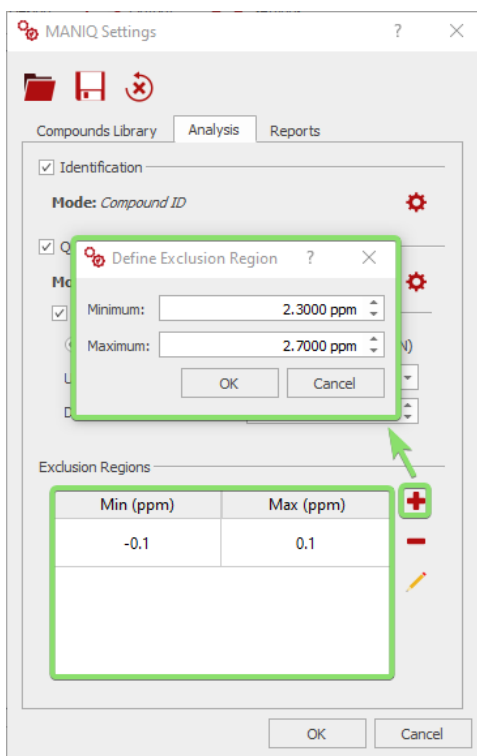 MANIQ Settings ?
Compounds Library Analysis Reports
Identification
Mode: Compound ID
Q
Define Exclusion Region ?
Minimum: 2.3000 ppm
Maximum: 2.7000 ppm
N)
OK Cancel
Exclusion Regions
Min (ppm) Max (ppm)
-0.1 0.1
OK Cancel